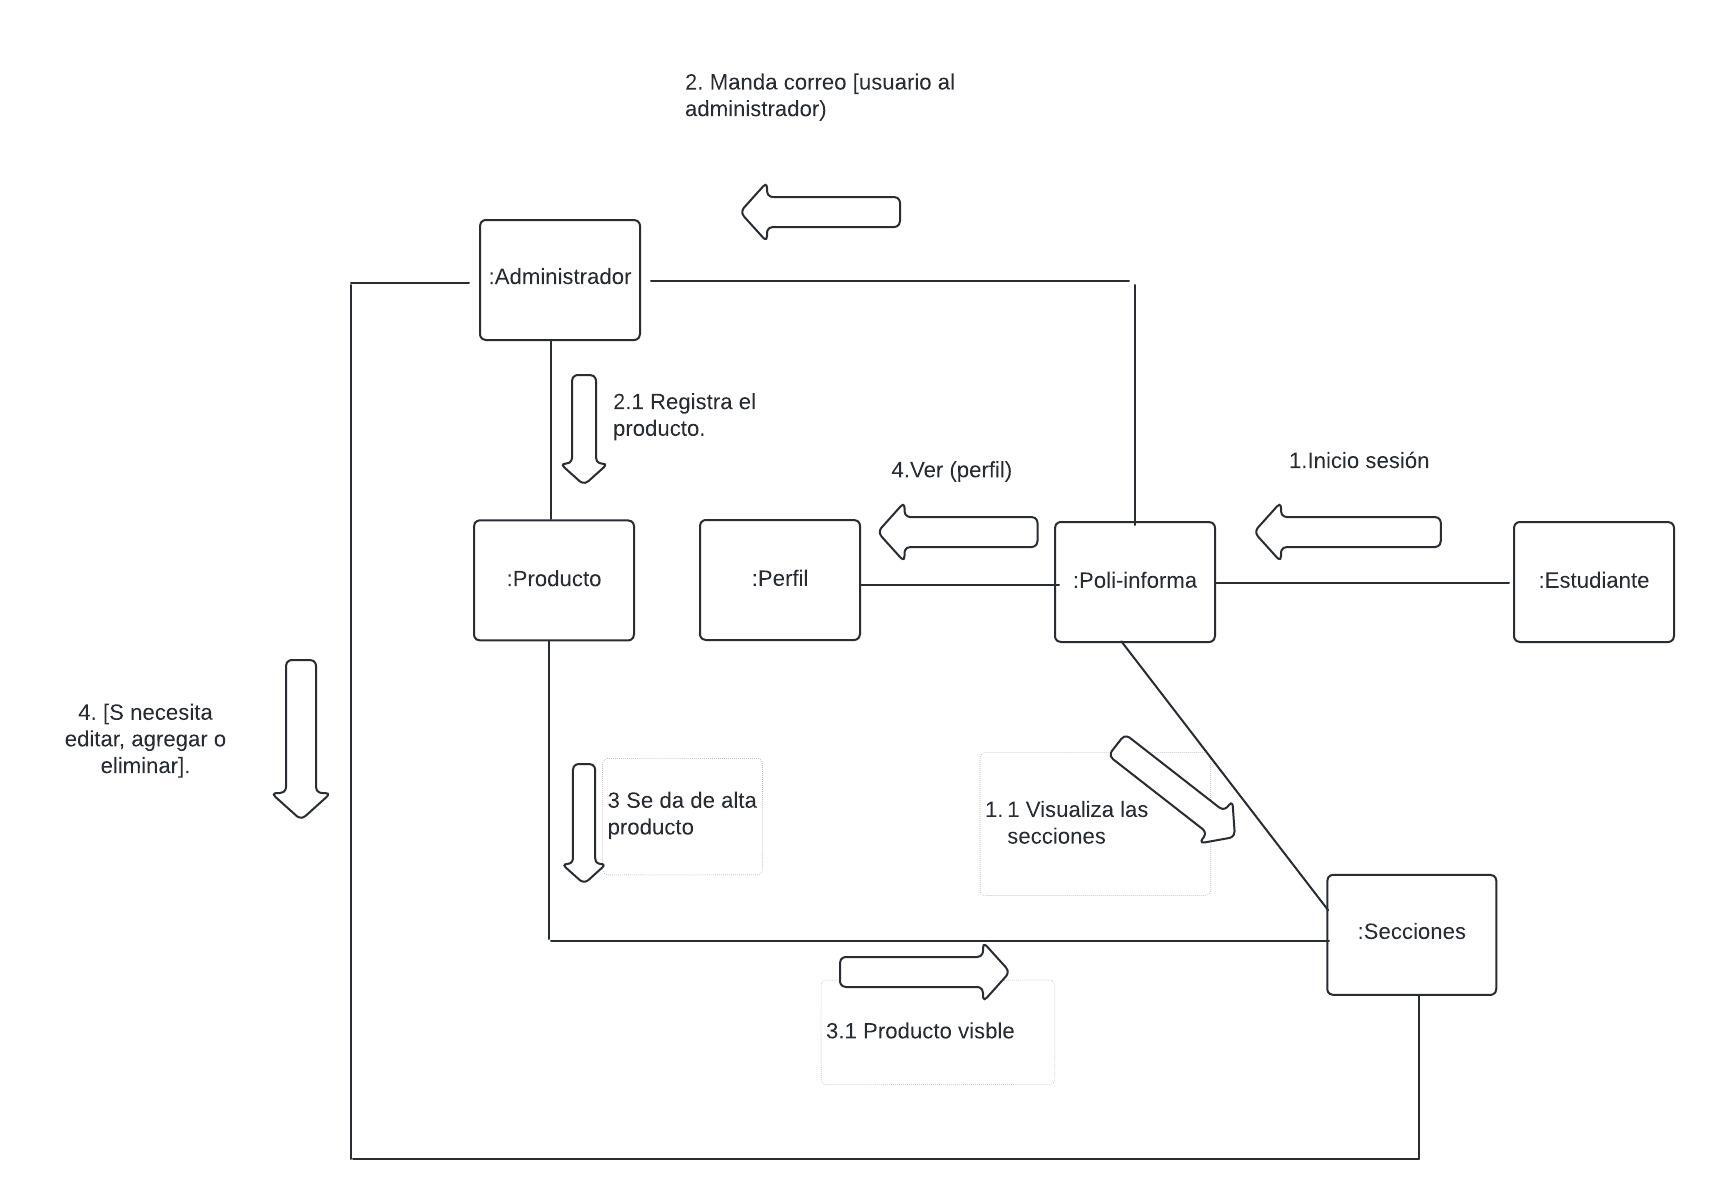 2. Manda correo [usuario al
administrador)
:Administrador
2.1 Registra el
producto.
4.Ver (perfil)
1.Inicio sesión
:Producto
:Perfil
:Poli-informa
:Estudiante
4. [S necesita
editar, agregar o
eliminar].
3 Se da de alta
producto
1. 1 Visualiza las
secciones
:Secciones
3.1 Producto visble